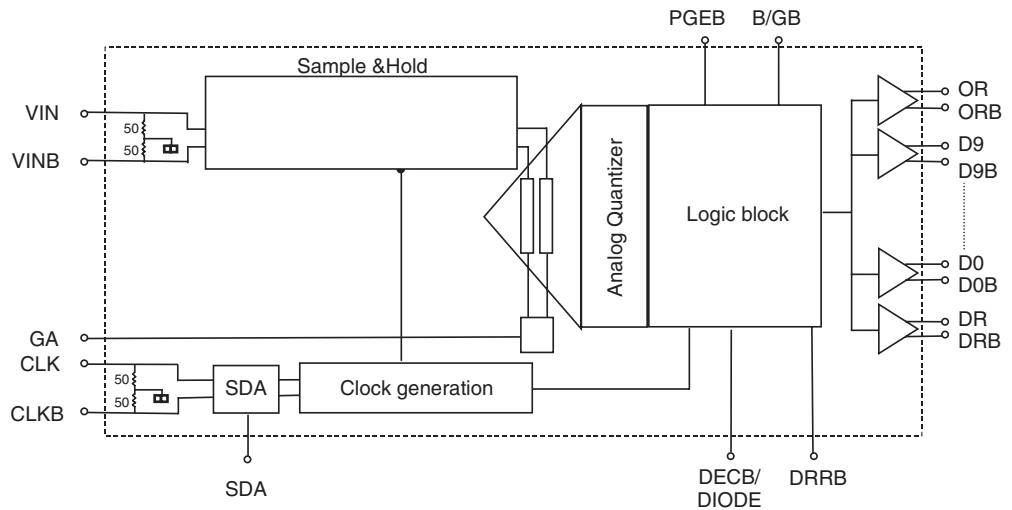 PGEB B/GB
Sample &Hold
VIN
50
50
VINB
OR
ORB
D9
D9B
Analog Quantizer
Logic block
D0
D0B
DR
DRB
GA
CLK
50
50
CLKB
SDA
Clock generation
SDA
DECB/
DIODE
DRRB